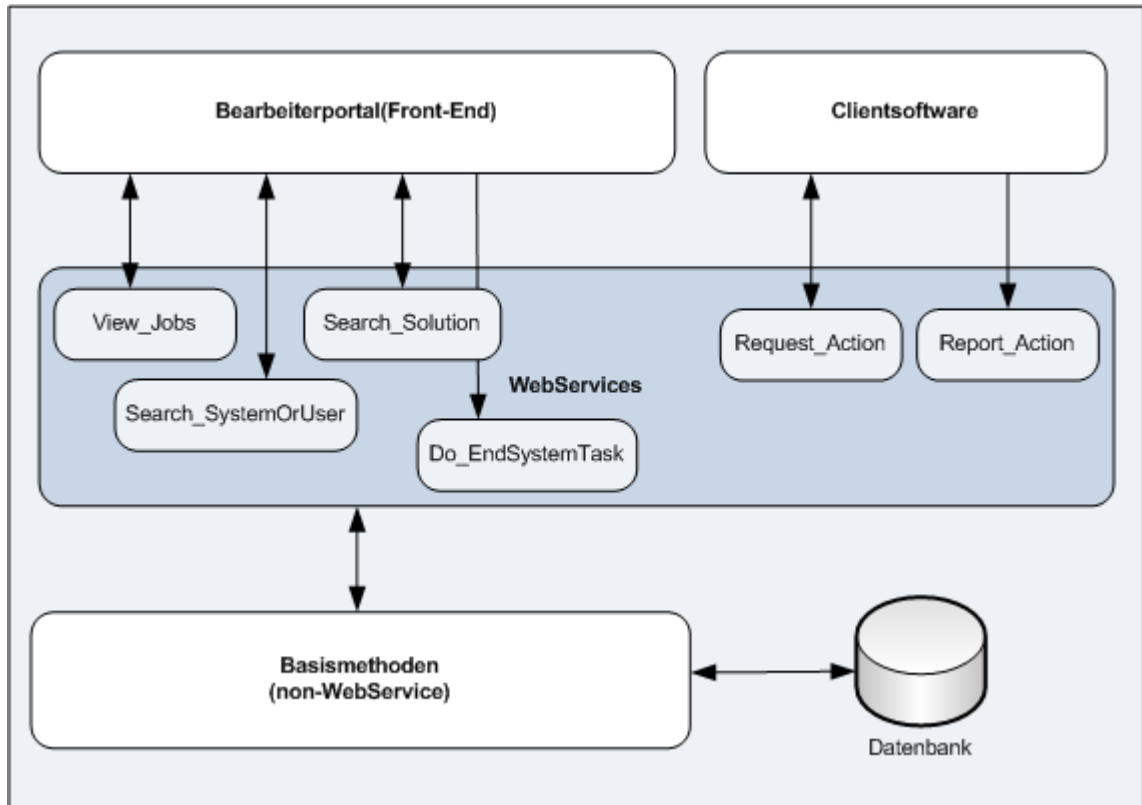 Bearbeiterportal(Front-End)
Clientsoftware
View_Jobs
Search_Solution
Request_Action
Report_Action
WebServices
Search_SystemOrUser
Do_EndSystemTask
Basismethoden
(non-WebService)
Datenbank